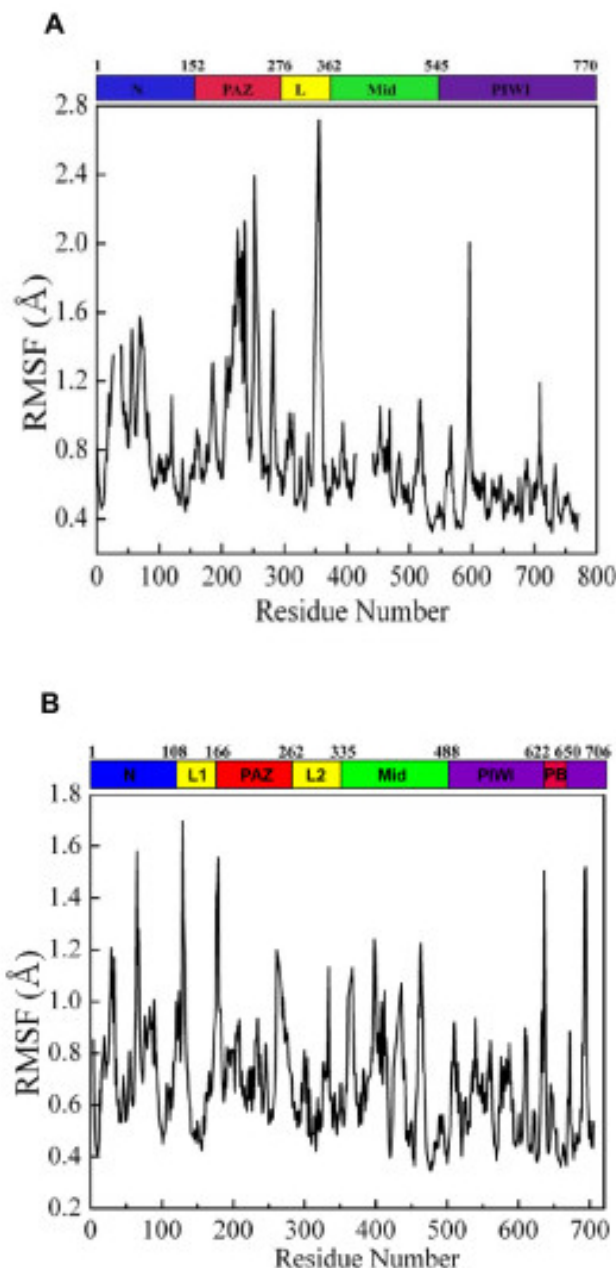 A
1 152 276 362 545 770
N PAZ L Mid PIWI
2.8
2.4
2.0
1.6
1.2
0.8
0.4
RMSF (Å)
0 100 200 300 400 500 600 700 800
Residue Number
B
1 108 166 262 335 488 622 650 706
N L1 PAZ L2 Mid PIWI PB
1.8
1.6
1.4
1.2
1.0
0.8
0.6
0.4
0.2
RMSF (Å)
0 100 200 300 400 500 600 700
Residue Number